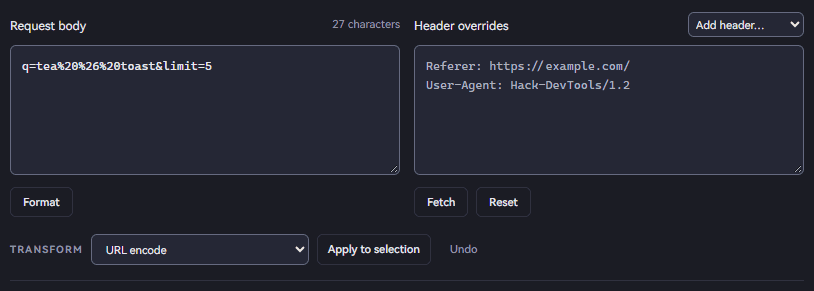 Request body
27 characters
q=tea%20%26%20toast&limit=5
Format
Header overrides
Add header...
Referer: https://example.com/
User-Agent: Hack-DevTools/1.2
Fetch
Reset
TRANSFORM
URL encode
Apply to selection
Undo